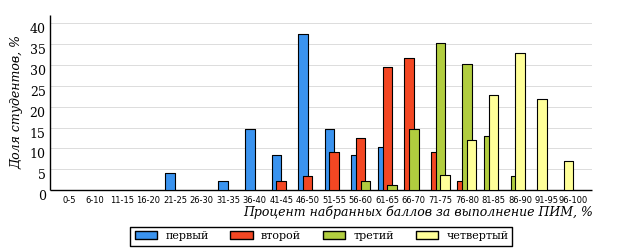 Доля студентов, %
40
35
30
25
20
15
10
5
0
0-5 6-10 11-15 16-20 21-25 26-30 31-35 36-40 41-45 46-50 51-55 56-60 61-65 66-70 71-75 76-80 81-85 86-90 91-95 96-100
Процент набранных баллов за выполнение ПИМ, %
первый второй третий четвертый